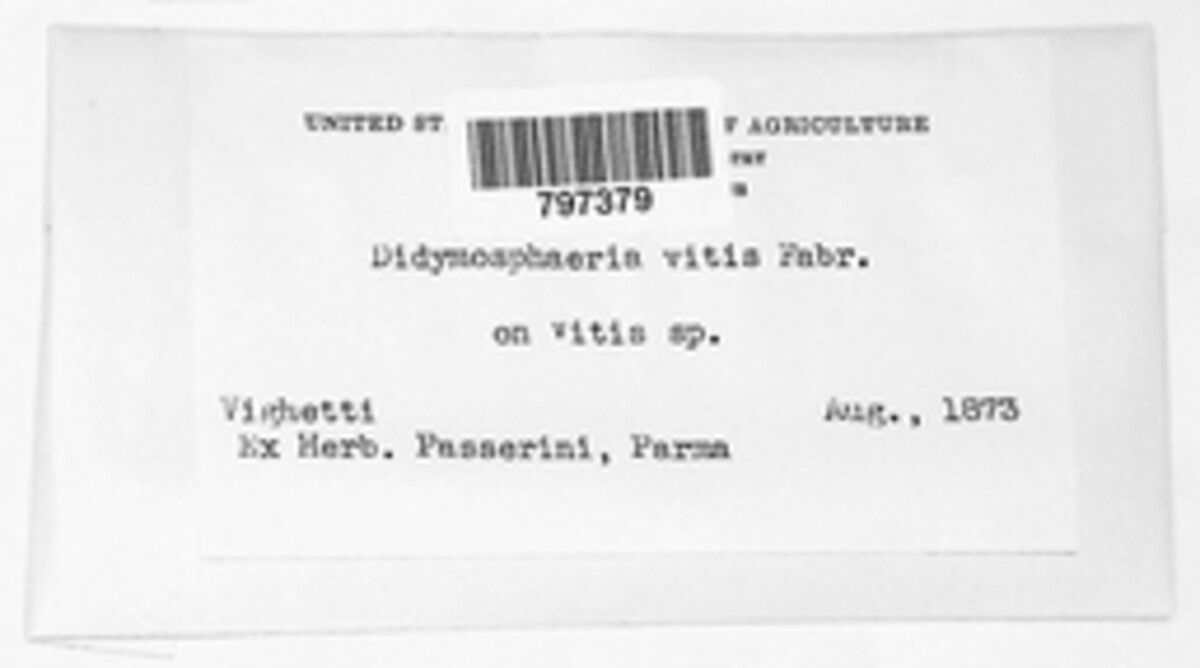 UNITED ST F AGRICULTURE
797379
Didymosphaeria vitis Fabr.
on Vitis sp.
Vighetti Aug., 1873
Ex Herb. Passerini, Parma